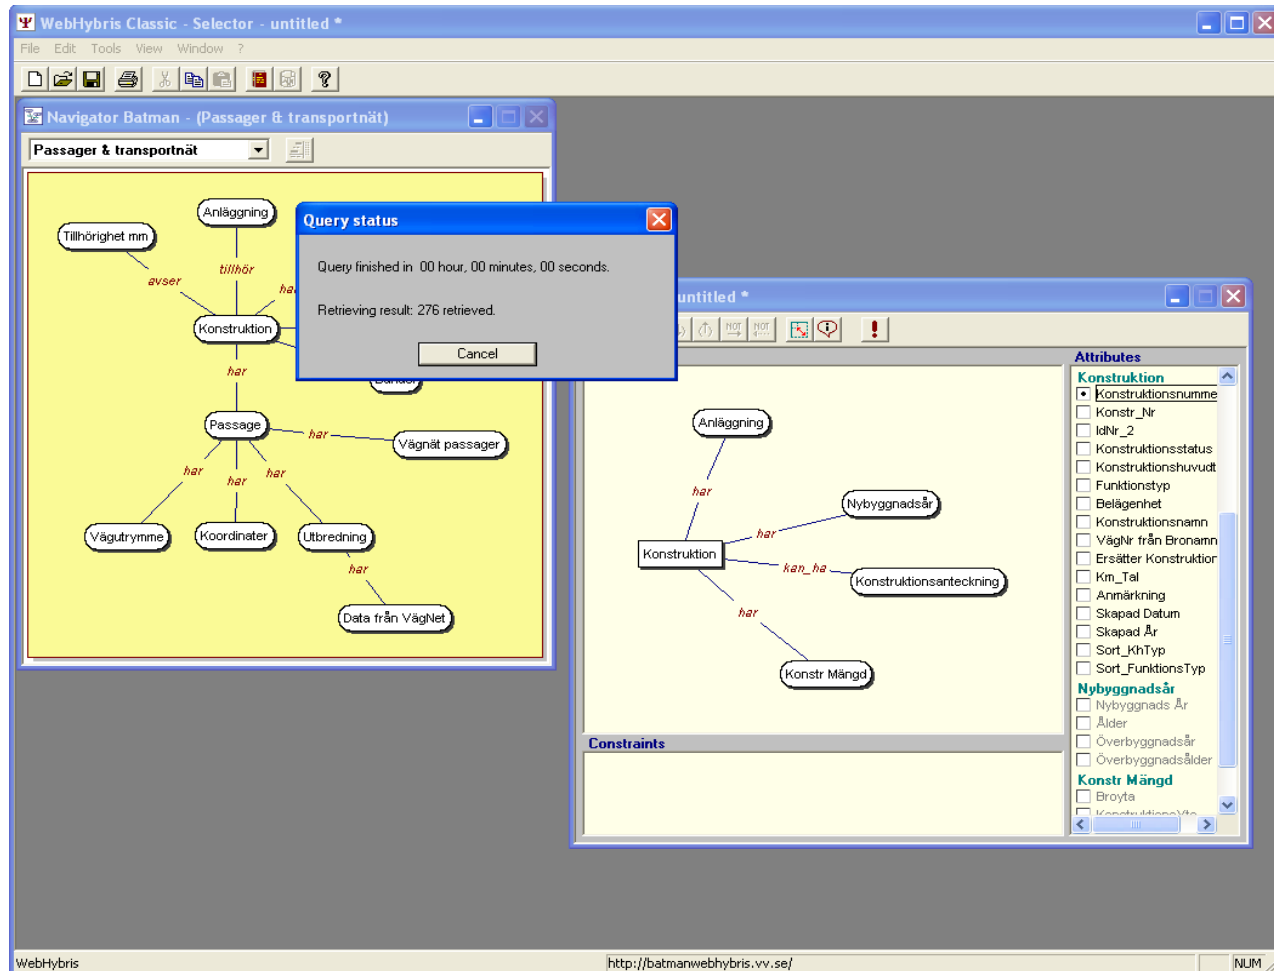 WebHybris Classic - Selector - untitled *
File Edit Tools View Window ?
Navigator Batman - (Passager & transportnät)
Passager & transportnät
Anläggning
Tillhörighet mm
tillhör
avser
Konstruktion
har
Passage
har
Vägnät passager
har
har
har
Vägutrymme
Koordinater
Utbredning
har
Data från VägNet
Query status
Query finished in 00 hour, 00 minutes, 00 seconds.
Retrieving result: 276 retrieved.
Cancel
untitled *
NOT NOT
Anläggning
har
Nybyggnadsår
har
Konstruktion
kan_ha
Konstruktionsanteckning
har
Konstr Mängd
Constraints
Attributes
Konstruktion
Konstruktionsnumme
Konstr_Nr
IdNr_2
Konstruktionsstatus
Konstruktionshuvudt
Funktionstyp
Belägenhet
Konstruktionsnamn
VägNr från Bronamn
Ersätter Konstruktior
Km_Tal
Anmärkning
Skapad Datum
Skapad År
Sort_KhTyp
Sort_FunktionsTyp
Nybyggnadsår
Nybyggnads År
Ålder
Överbyggnadsår
Överbyggnadsålder
Konstr Mängd
Broyta
WebHybris
http://batmanwebhybris.vv.se/
NUM